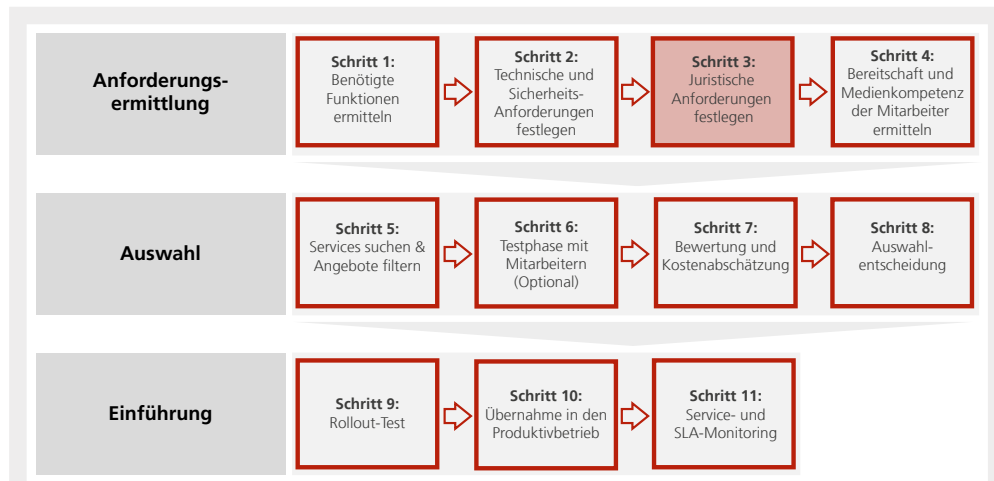 Anforderungs-
ermittlung
Schritt 1:
Benötigte
Funktionen
ermitteln
Schritt 2:
Technische und
Sicherheits-
Anforderungen
festlegen
Schritt 3:
Juristische
Anforderungen
festlegen
Schritt 4:
Bereitschaft und
Medienkompetenz
der Mitarbeiter
ermitteln
Auswahl
Schritt 5:
Services suchen &
Angebote filtern
Schritt 6:
Testphase mit
Mitarbeitern
(Optional)
Schritt 7:
Bewertung und
Kostenabschätzung
Schritt 8:
Auswahl-
entscheidung
Einführung
Schritt 9:
Rollout-Test
Schritt 10:
Übernahme in den
Produktivbetrieb
Schritt 11:
Service- und
SLA-Monitoring